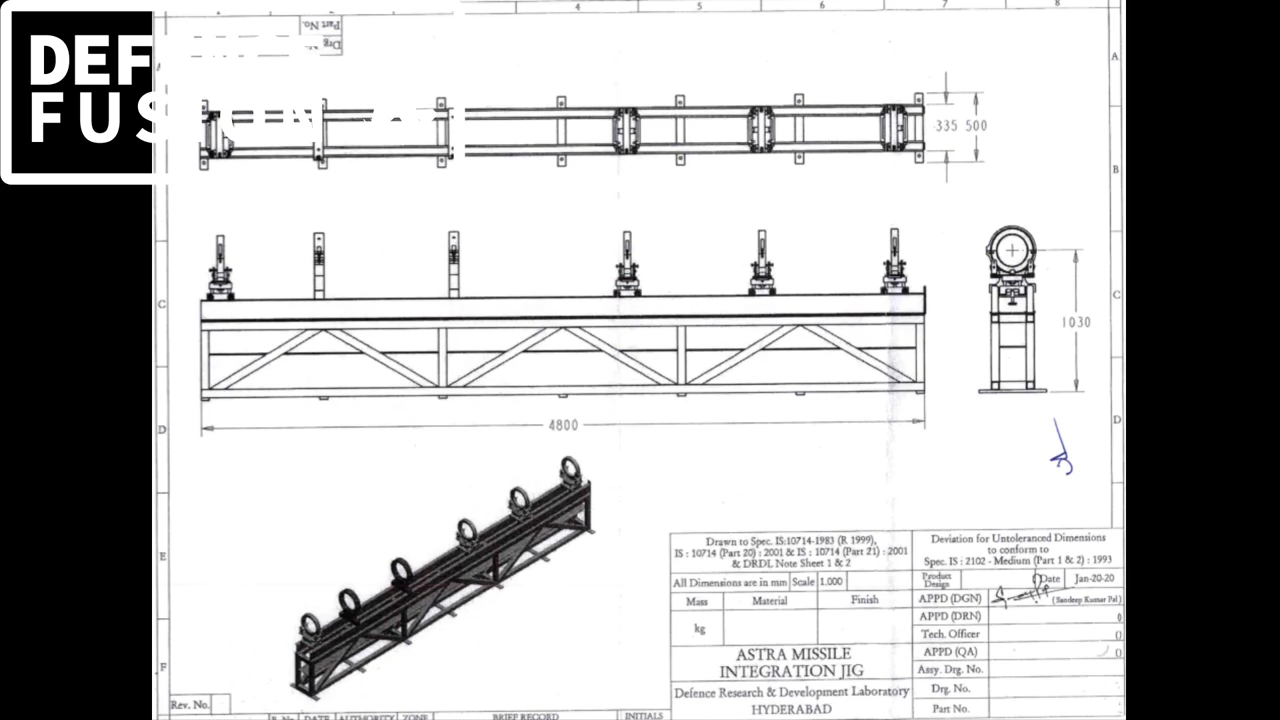 DEF
FUS
4
5
6
7
8
Part No.
Drg
A
335 500
B
C
C
1030
D
D
4800
E
E
F
Drawn to Spec. IS:10714-1983 (R 1999),
IS : 10714 (Part 20) : 2001 & IS : 10714 (Part 21) : 2001
& DRDL Note Sheet 1 & 2
Deviation for Untoleranced Dimensions
to conform to
Spec. IS : 2102 - Medium (Part 1 & 2) : 1993
All Dimensions are in mm Scale 1.000
Product Design
Date Jan-20-20
Mass Material Finish
kg
APPD (DGN) (Sandeep Kumar Pal)
APPD (DRN) ()
Tech. Officer ()
APPD (QA) ()
ASTRA MISSILE
INTEGRATION JIG
Assy. Drg. No.
Defence Research & Development Laboratory
HYDERABAD
Drg. No.
Part No.
Rev. No.
R. No. DATE AUTHORITY ZONE BRIEF RECORD INITIALS